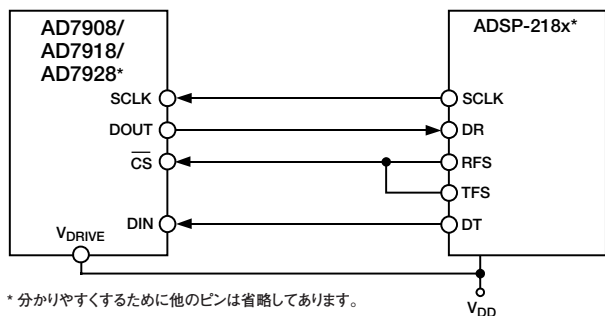 AD7908/
AD7918/
AD7928*
ADSP-218x*
SCLK
SCLK
DOUT
DR
CS
RFS
TFS
DIN
DT
VDRIVE
* 分かりやすくするために他のピンは省略してあります。
VDD